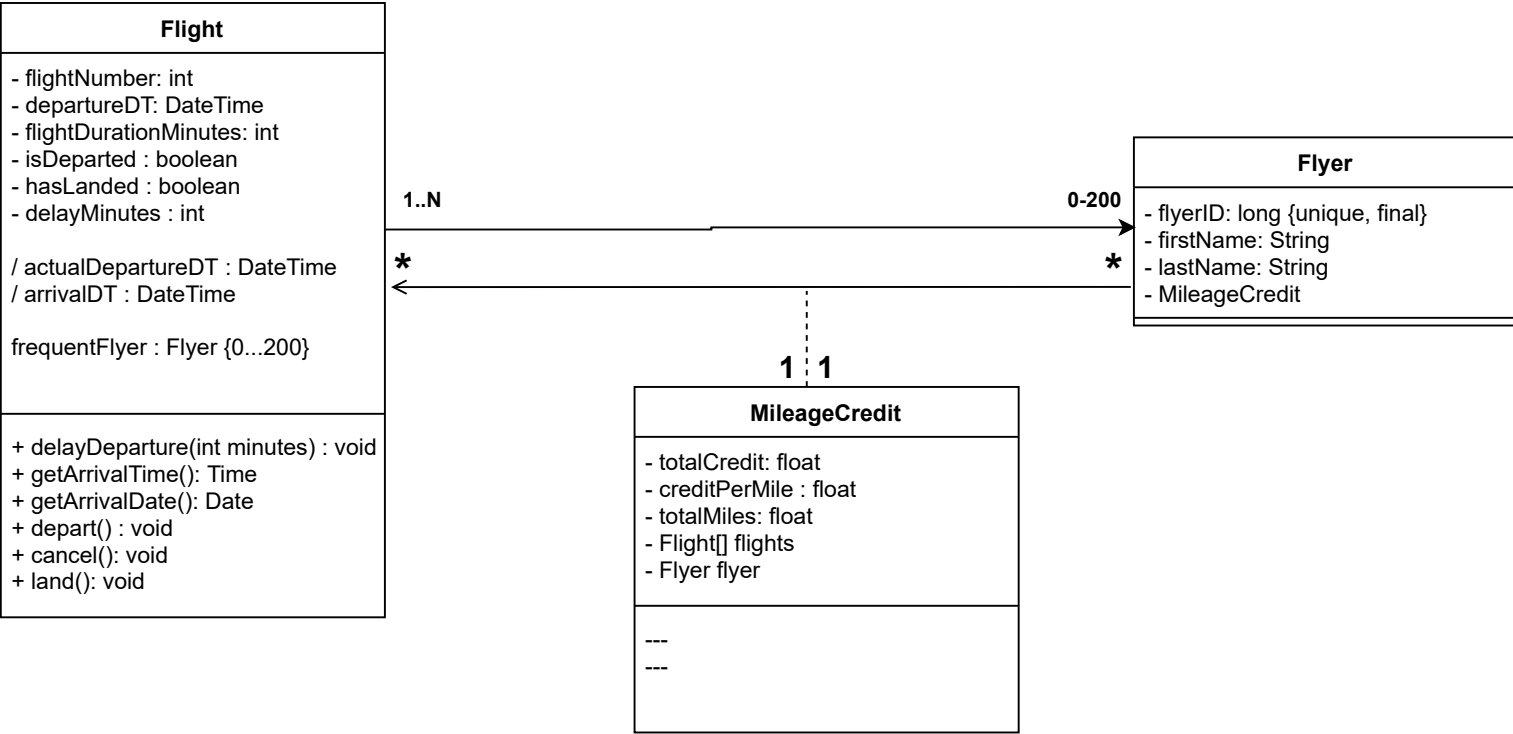 Flight
- flightNumber: int
- departureDT: DateTime
- flightDurationMinutes: int
- isDeparted : boolean
- hasLanded : boolean
- delayMinutes : int
/ actualDepartureDT : DateTime
/ arrivalDT : DateTime
frequentFlyer : Flyer {0...200}
+ delayDeparture(int minutes) : void
+ getArrivalTime(): Time
+ getArrivalDate(): Date
+ depart() : void
+ cancel(): void
+ land(): void
1..N
0-200
*
*
Flyer
- flyerID: long {unique, final}
- firstName: String
- lastName: String
- MileageCredit
1 1
MileageCredit
- totalCredit: float
- creditPerMile : float
- totalMiles: float
- Flight[] flights
- Flyer flyer
---
---